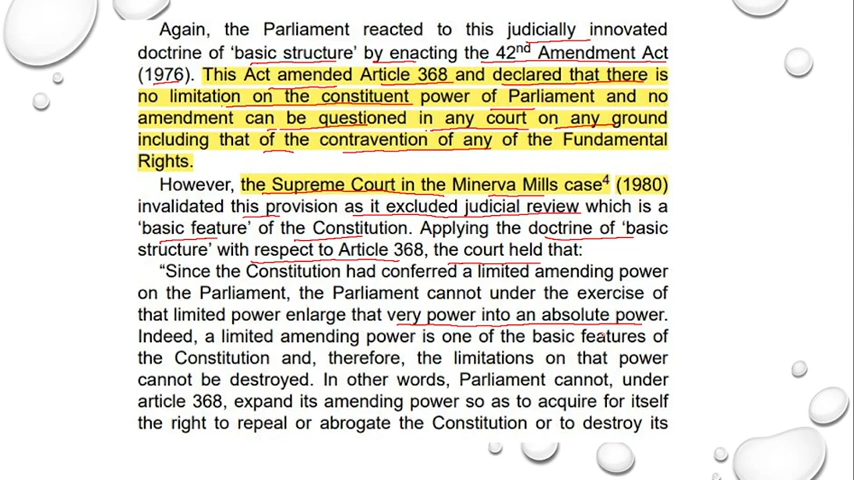 Again, the Parliament reacted to this judicially innovated
doctrine of ‘basic structure’ by enacting the 42nd Amendment Act
(1976). This Act amended Article 368 and declared that there is
no limitation on the constituent power of Parliament and no
amendment can be questioned in any court on any ground
including that of the contravention of any of the Fundamental
Rights.
However, the Supreme Court in the Minerva Mills case4 (1980)
invalidated this provision as it excluded judicial review which is a
‘basic feature’ of the Constitution. Applying the doctrine of ‘basic
structure’ with respect to Article 368, the court held that:
“Since the Constitution had conferred a limited amending power
on the Parliament, the Parliament cannot under the exercise of
that limited power enlarge that very power into an absolute power.
Indeed, a limited amending power is one of the basic features of
the Constitution and, therefore, the limitations on that power
cannot be destroyed. In other words, Parliament cannot, under
article 368, expand its amending power so as to acquire for itself
the right to repeal or abrogate the Constitution or to destroy its